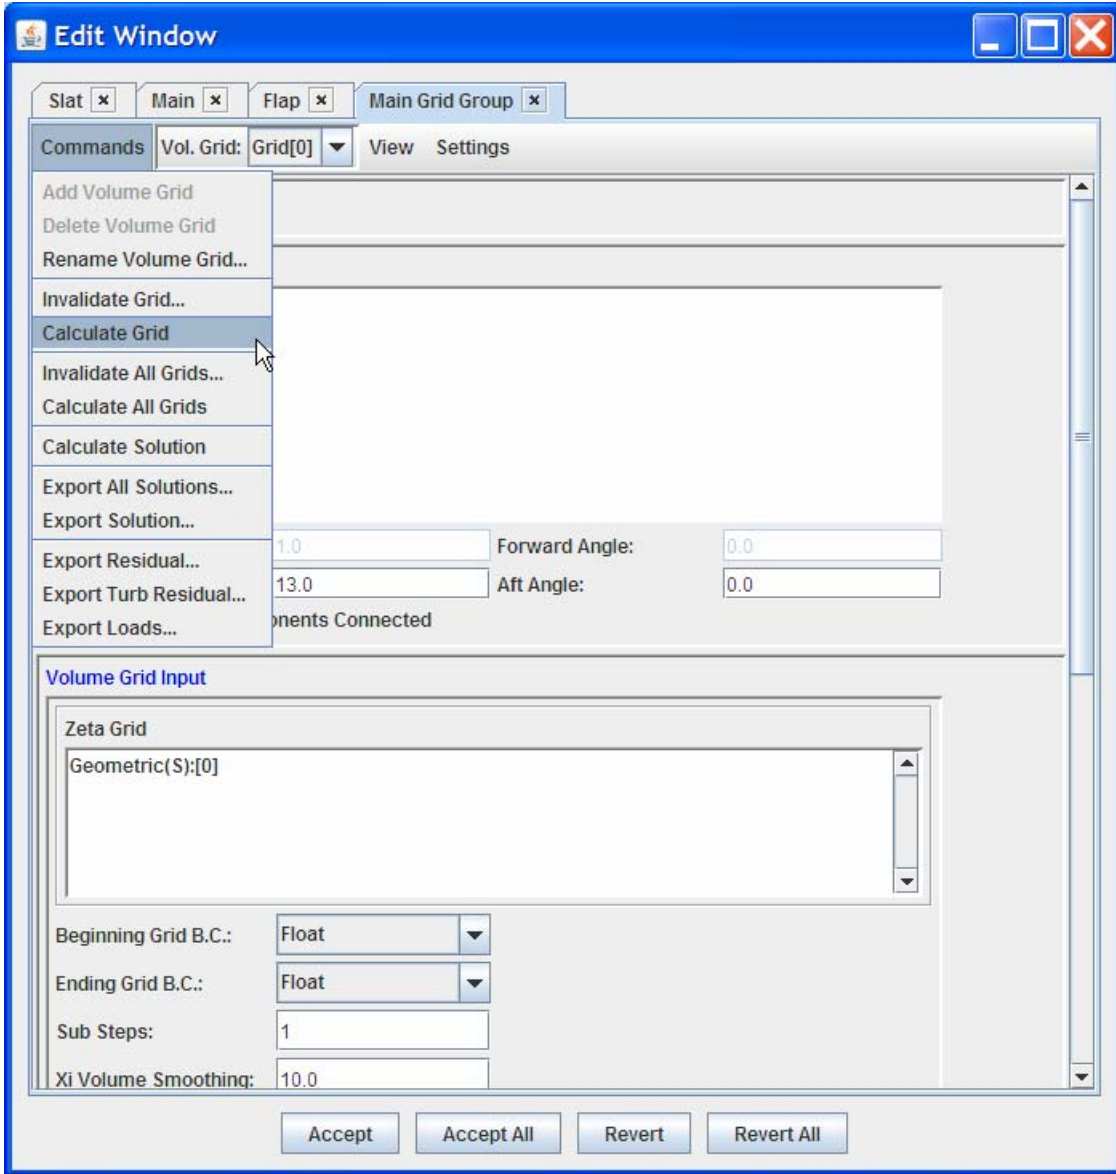 Edit Window
Slat Main Flap Main Grid Group
Commands Vol. Grid: Grid[0] View Settings
Add Volume Grid
Delete Volume Grid
Rename Volume Grid...
Invalidate Grid...
Calculate Grid
Invalidate All Grids...
Calculate All Grids
Calculate Solution
Export All Solutions...
Export Solution...
Export Residual...
Export Turb Residual...
Export Loads...
1.0 Forward Angle: 0.0
13.0 Aft Angle: 0.0
onents Connected
Volume Grid Input
Zeta Grid
Geometric(S):[0]
Beginning Grid B.C.: Float
Ending Grid B.C.: Float
Sub Steps: 1
Xi Volume Smoothing: 10.0
Accept Accept All Revert Revert All